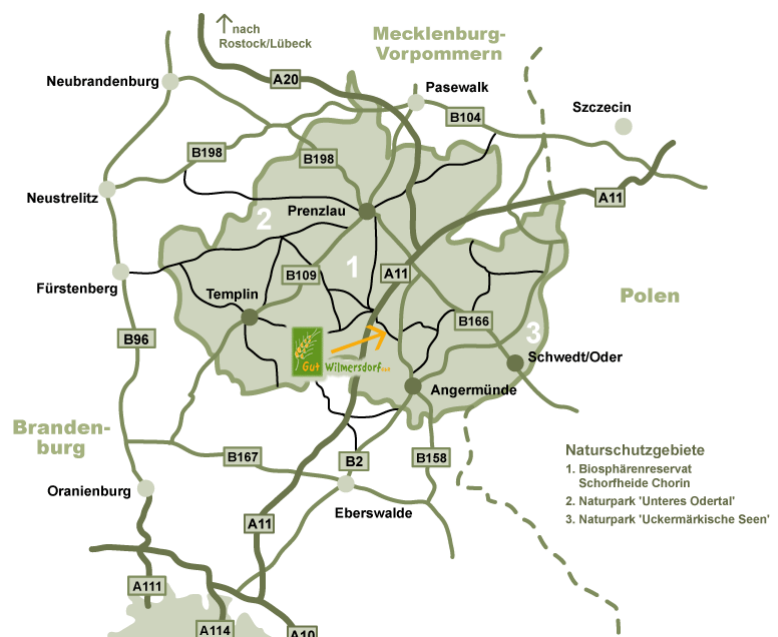 nach
Rostock/Lübeck
Mecklenburg-
Vorpommern
Neubrandenburg
A20
Pasewalk
Szczecin
B104
B198
B198
Neustrelitz
A11
Prenzlau
2
1
Fürstenberg
B109
A11
Templin
Polen
B96
B166
3
Schwedt/Oder
Gut Wilmersdorf
Angermünde
Branden-
burg
B167
B2
B158
Naturschutzgebiete
1. Biosphärenreservat
Schorfheide Chorin
2. Naturpark 'Unteres Odertal'
3. Naturpark 'Uckermärkische Seen'
Oranienburg
Eberswalde
A11
A111
A114
A10